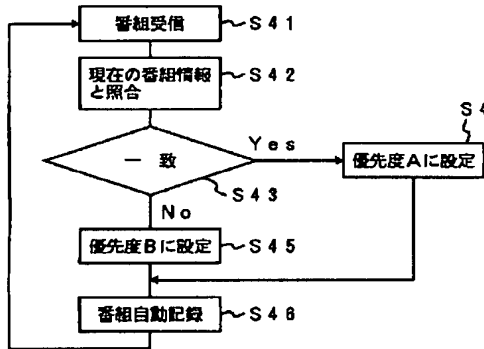 番組受信
S41
現在の番組情報
と照合
S42
一致
Yes
S43
No
優先度Aに設定
優先度Bに設定
S45
番組自動記録
S46